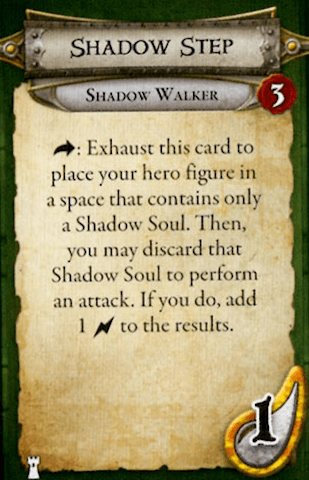 Shadow Step
Shadow Walker
3
: Exhaust this card to
place your hero figure in
a space that contains only
a Shadow Soul. Then,
you may discard that
Shadow Soul to perform
an attack. If you do, add
1 to the results.
1